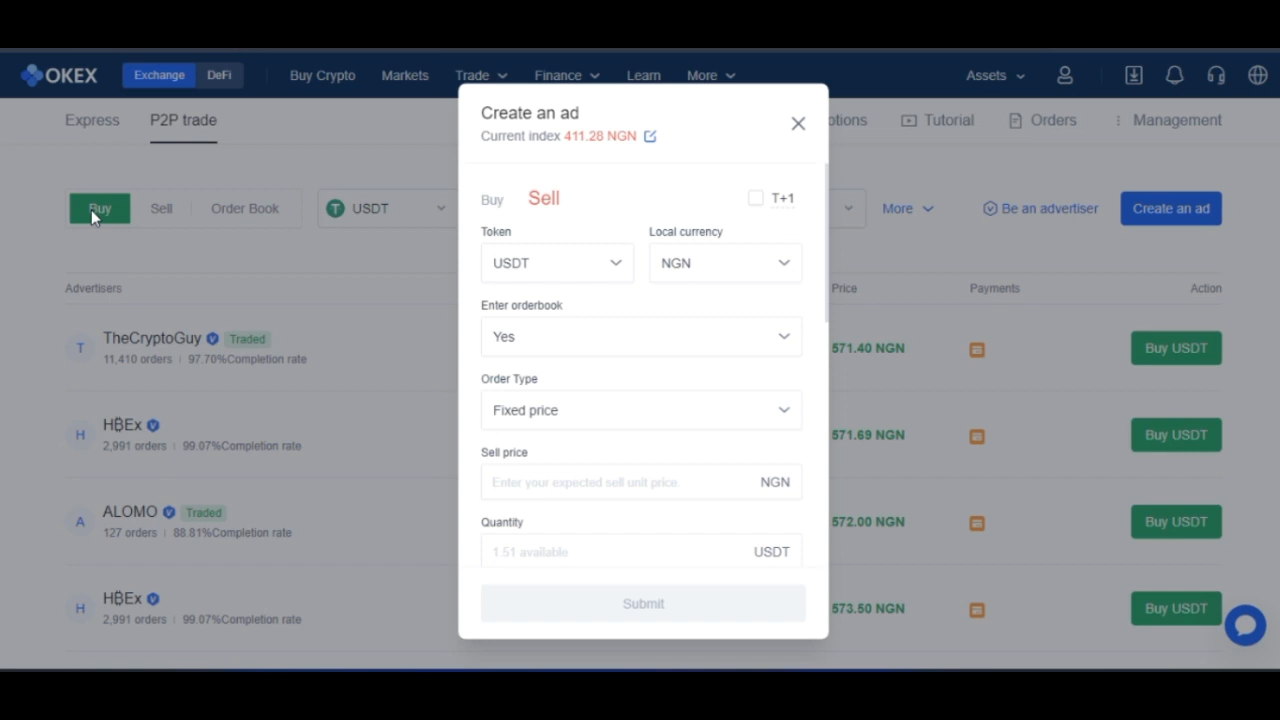 OKEX Exchange DeFi Buy Crypto Markets Trade Finance Learn More Assets
Express P2P trade Tutorial Orders Management
Buy Sell Order Book USDT More Be an advertiser Create an ad
Advertisers Price Payments Action
T TheCryptoGuy Traded
11,410 orders 97.70%Completion rate
571.40 NGN Buy USDT
H H₿Ex
2,991 orders 99.07%Completion rate
571.69 NGN Buy USDT
A ALOMO Traded
127 orders 88.81%Completion rate
572.00 NGN Buy USDT
H H₿Ex
2,991 orders 99.07%Completion rate
573.50 NGN Buy USDT
Create an ad
Current index 411.28 NGN
Buy Sell T+1
Token Local currency
USDT NGN
Enter orderbook
Yes
Order Type
Fixed price
Sell price
Enter your expected sell unit price. NGN
Quantity
1.51 available USDT
Submit